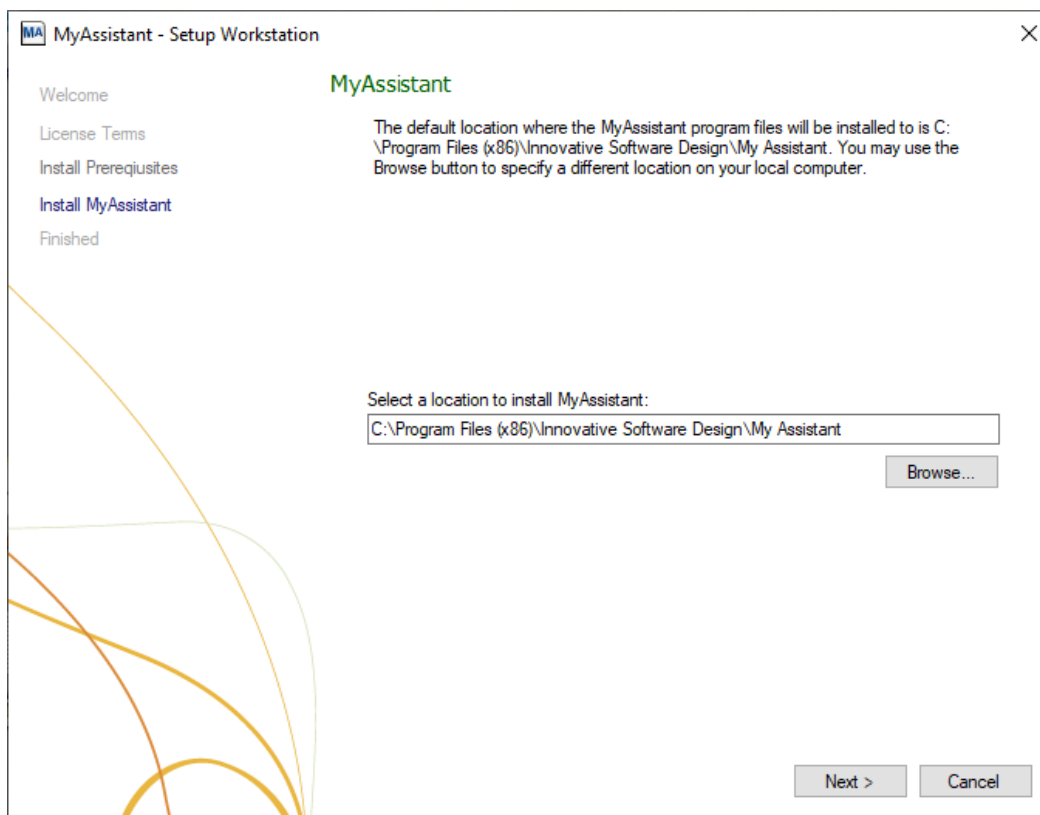 MA MyAssistant - Setup Workstation
Welcome
License Terms
Install Prereqiusites
Install MyAssistant
Finished
MyAssistant
The default location where the MyAssistant program files will be installed to is C:
\Program Files (x86)\Innovative Software Design\My Assistant. You may use the
Browse button to specify a different location on your local computer.
Select a location to install MyAssistant:
C:\Program Files (x86)\Innovative Software Design\My Assistant
Browse...
Next >
Cancel